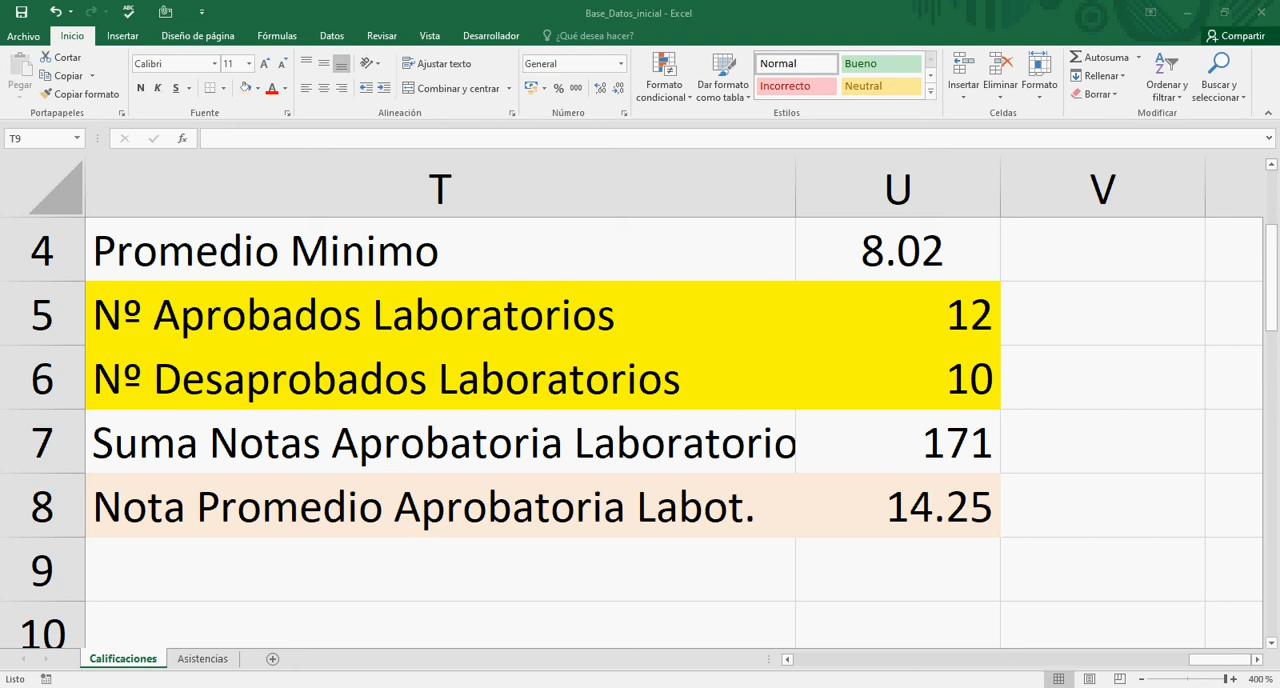 Base_Datos_inicial - Excel
Archivo Inicio Insertar Diseño de página Fórmulas Datos Revisar Vista Desarrollador ¿Qué desea hacer? Compartir
Pegar
Cortar
Copiar
Copiar formato
Portapapeles
Calibri 11
N K S
Fuente
Ajustar texto
Combinar y centrar
Alineación
General
% 000
Número
Formato condicional
Dar formato como tabla
Normal Bueno
Incorrecto Neutral
Estilos
Insertar Eliminar Formato
Celdas
Autosuma
Rellenar
Borrar
Ordenar y filtrar
Buscar y seleccionar
Modificar
T9 fx
T U V
4 Promedio Minimo 8.02
5 Nº Aprobados Laboratorios 12
6 Nº Desaprobados Laboratorios 10
7 Suma Notas Aprobatoria Laboratorio 171
8 Nota Promedio Aprobatoria Labot. 14.25
9
10
Calificaciones Asistencias
Listo 400 %